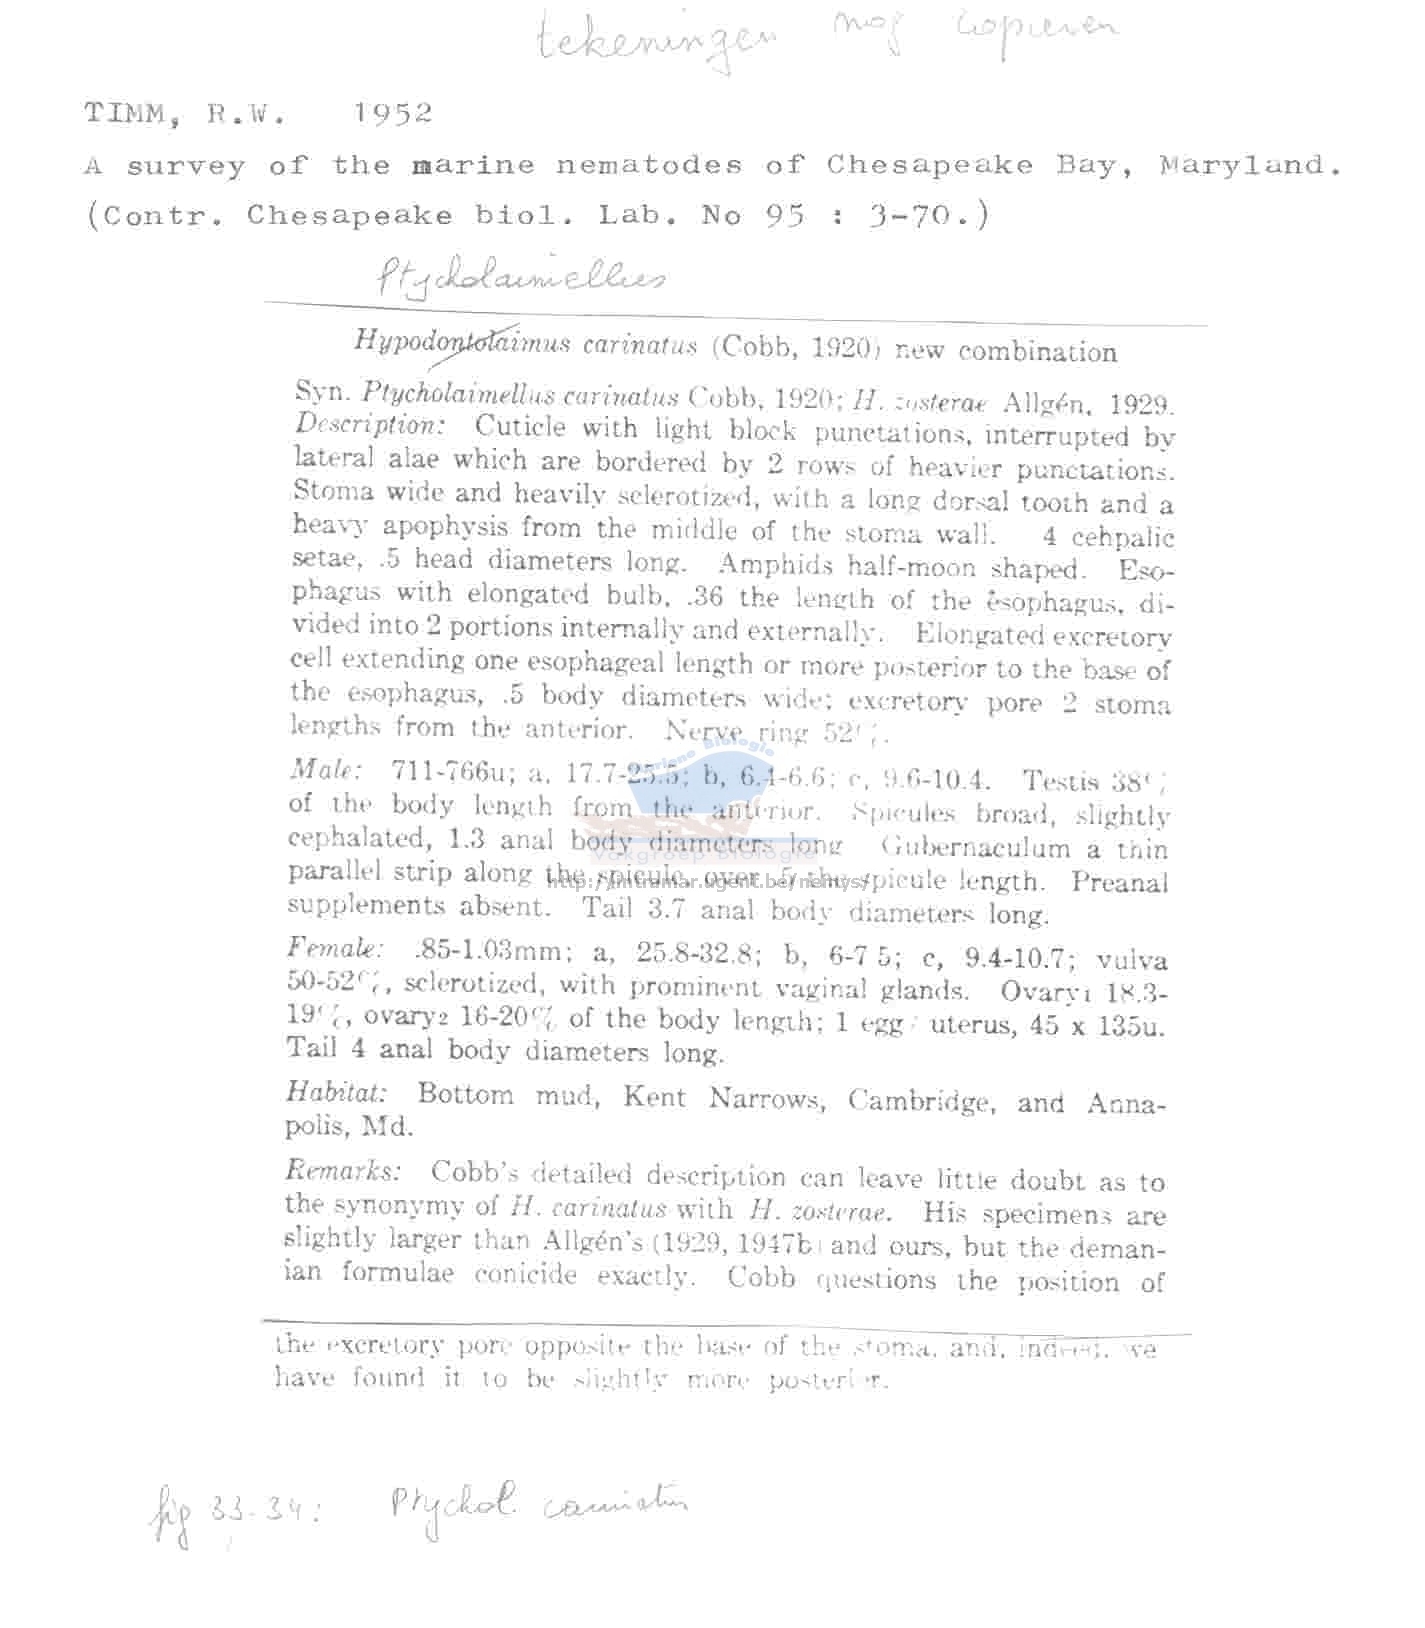 tekeningen nog copieren
TIMM, R.W. 1952
A survey of the marine nematodes of Chesapeake Bay, Maryland.
(Contr. Chesapeake biol. Lab. No 95 : 3-70.)
Ptycholaimellus
Hypodontolaimus carinatus (Cobb, 1920) new combination
Syn. Ptycholaimellus carinatus Cobb, 1920; H. zosterae Allgén, 1929.
Description: Cuticle with light block punctations, interrupted by
lateral alae which are bordered by 2 rows of heavier punctations.
Stoma wide and heavily sclerotized, with a long dorsal tooth and a
heavy apophysis from the middle of the stoma wall. 4 cehpalic
setae, .5 head diameters long. Amphids half-moon shaped. Eso-
phagus with elongated bulb, .36 the length of the esophagus, di-
vided into 2 portions internally and externally. Elongated excretory
cell extending one esophageal length or more posterior to the base of
the esophagus, .5 body diameters wide; excretory pore 2 stoma
lengths from the anterior. Nerve ring 52%.
Mariene Biologie
Male: 711-766u; a, 17.7-25.5; b, 6.4-6.6; c, 9.6-10.4. Testis 38%
of the body length from the anterior. Spicules broad, slightly
cephalated, 1.3 anal body diameters long Gubernaculum a thin
Vakgroep Biologie
parallel strip along the spicule, over .5 the spicule length. Preanal
http://intramar.ugent.be/nemys/
supplements absent. Tail 3.7 anal body diameters long.
Female: .85-1.03mm; a, 25.8-32.8; b, 6-7 5; c, 9.4-10.7; vulva
50-52%, sclerotized, with prominent vaginal glands. Ovary1 18.3-
19%, ovary2 16-20% of the body length; 1 egg/ uterus, 45 x 135u.
Tail 4 anal body diameters long.
Habitat: Bottom mud, Kent Narrows, Cambridge, and Anna-
polis, Md.
Remarks: Cobb's detailed description can leave little doubt as to
the synonymy of H. carinatus with H. zosterae. His specimens are
slightly larger than Allgén's (1929, 1947b) and ours, but the deman-
ian formulae conicide exactly. Cobb questions the position of
the excretory pore opposite the base of the stoma, and, indeed, we
have found it to be slightly more posterior.
fig 33-34: Ptychol. carinatus